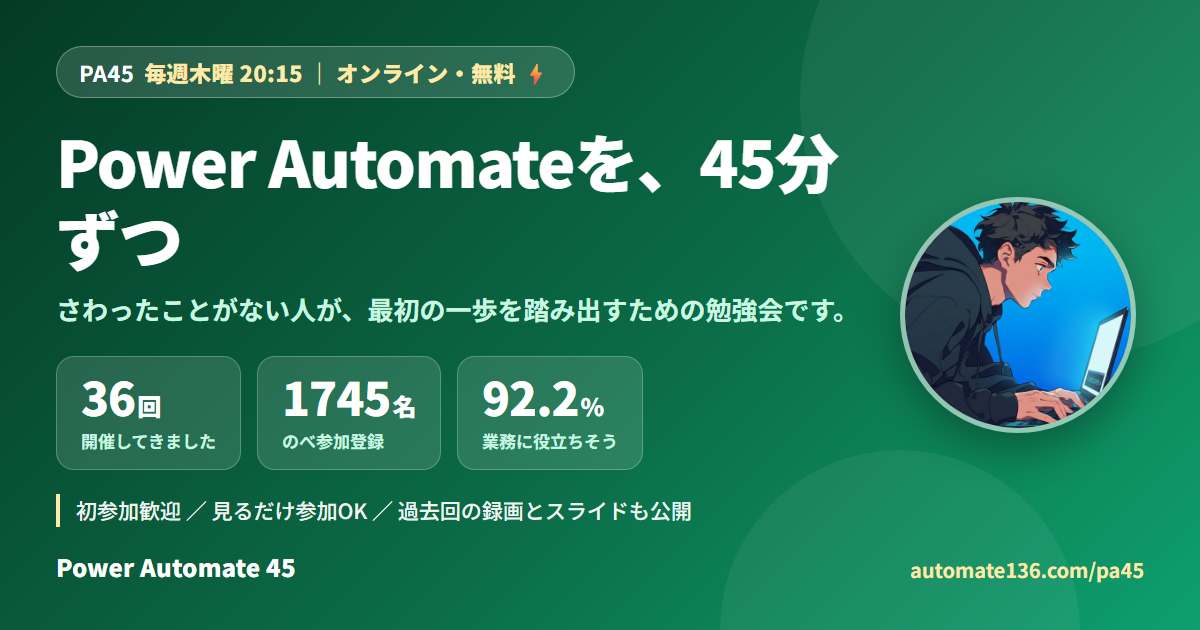 PA45 毎週木曜 20:15 ｜ オンライン・無料⚡
Power Automateを、45分
ずつ
さわったことがない人が、最初の一歩を踏み出すための勉強会です。
36回
開催してきました
1745名
のべ参加登録
92.2%
業務に役立ちそう
初参加歓迎 ／ 見るだけ参加OK ／ 過去回の録画とスライドも公開
Power Automate 45
automate136.com/pa45